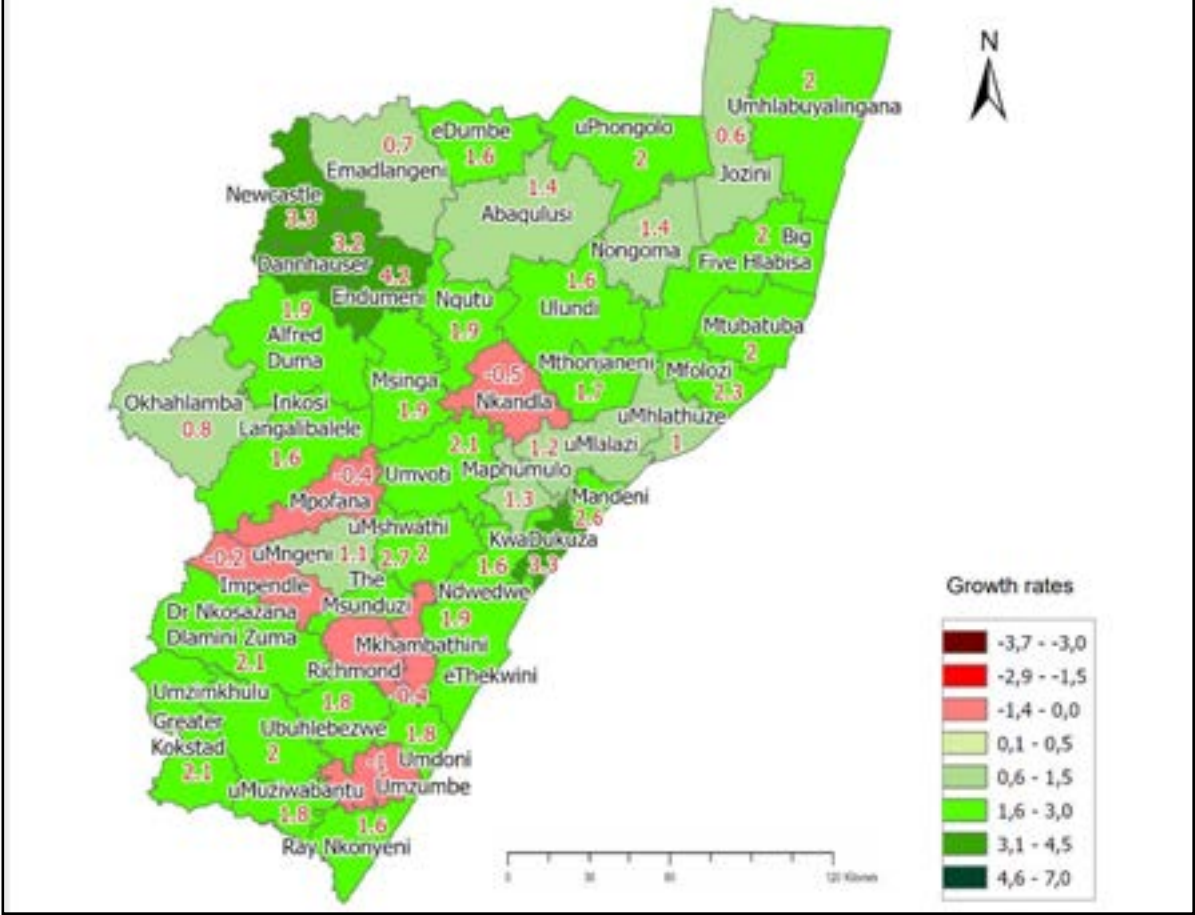 N
2
Umhlabuyalingana
eDumbe
1.6
uPhongolo
2
0.6
Jozini
0.7
Emadlangeni
1.4
Abaqulusi
Newcastle
3.3
1.4
Nongoma
2 Big
Five Hlabisa
3.2
Dannhauser
4.2
Endumeni
Nqutu
1.9
1.6
Ulundi
1.9
Alfred
Duma
Mtubatuba
2
Msinga
1.9
-0.5
Nkandla
Mthonjaneni
1.7
Mfolozi
2.3
Okhahlamba
0.8
Inkosi
Langalibalele
1.6
uMhlathuze
1
2.1
Umvoti
1.2
uMlalazi
Maphumulo
1.3
-0.4
Mpofana
Mandeni
2.6
uMshwathi
2
KwaDukuza
3.3
-0.2
uMngeni
1.1
2.7
1.6
Impendle
The
Msunduzi
Ndwedwe
1.9
Dr Nkosazana
Dlamini Zuma
2.1
Mkhambathini
Richmond
-0.4
eThekwini
Umzimkhulu
1.8
Ubuhlebezwe
2
1.8
Greater
Kokstad
2.1
-1
Umdoni
Umzumbe
uMuziwabantu
1.8
1.6
Ray Nkonyeni
Growth rates
-3,7 - -3,0
-2,9 - -1,5
-1,4 - 0,0
0,1 - 0,5
0,6 - 1,5
1,6 - 3,0
3,1 - 4,5
4,6 - 7,0
0